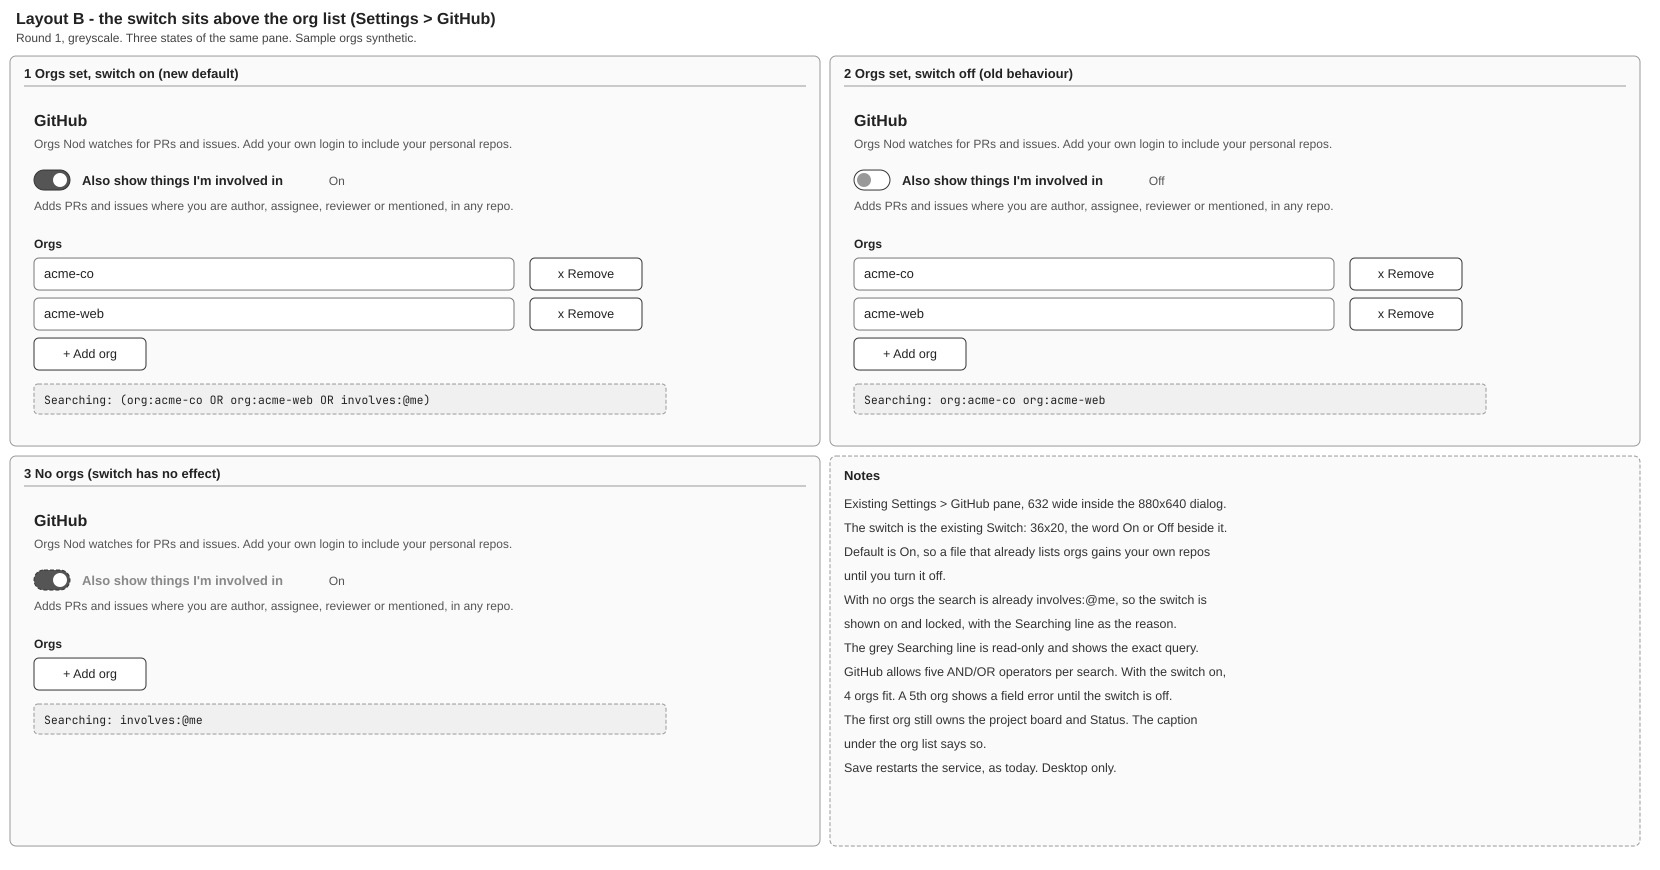 Layout B - the switch sits above the org list (Settings > GitHub)
Round 1, greyscale. Three states of the same pane. Sample orgs synthetic.
1 Orgs set, switch on (new default)
GitHub
Orgs Nod watches for PRs and issues. Add your own login to include your personal repos.
Also show things I'm involved in On
Adds PRs and issues where you are author, assignee, reviewer or mentioned, in any repo.
Orgs
acme-co x Remove
acme-web x Remove
+ Add org
Searching: (org:acme-co OR org:acme-web OR involves:@me)
2 Orgs set, switch off (old behaviour)
GitHub
Orgs Nod watches for PRs and issues. Add your own login to include your personal repos.
Also show things I'm involved in Off
Adds PRs and issues where you are author, assignee, reviewer or mentioned, in any repo.
Orgs
acme-co x Remove
acme-web x Remove
+ Add org
Searching: org:acme-co org:acme-web
3 No orgs (switch has no effect)
GitHub
Orgs Nod watches for PRs and issues. Add your own login to include your personal repos.
Also show things I'm involved in On
Adds PRs and issues where you are author, assignee, reviewer or mentioned, in any repo.
Orgs
+ Add org
Searching: involves:@me
Notes
Existing Settings > GitHub pane, 632 wide inside the 880x640 dialog.
The switch is the existing Switch: 36x20, the word On or Off beside it.
Default is On, so a file that already lists orgs gains your own repos
until you turn it off.
With no orgs the search is already involves:@me, so the switch is
shown on and locked, with the Searching line as the reason.
The grey Searching line is read-only and shows the exact query.
GitHub allows five AND/OR operators per search. With the switch on,
4 orgs fit. A 5th org shows a field error until the switch is off.
The first org still owns the project board and Status. The caption
under the org list says so.
Save restarts the service, as today. Desktop only.